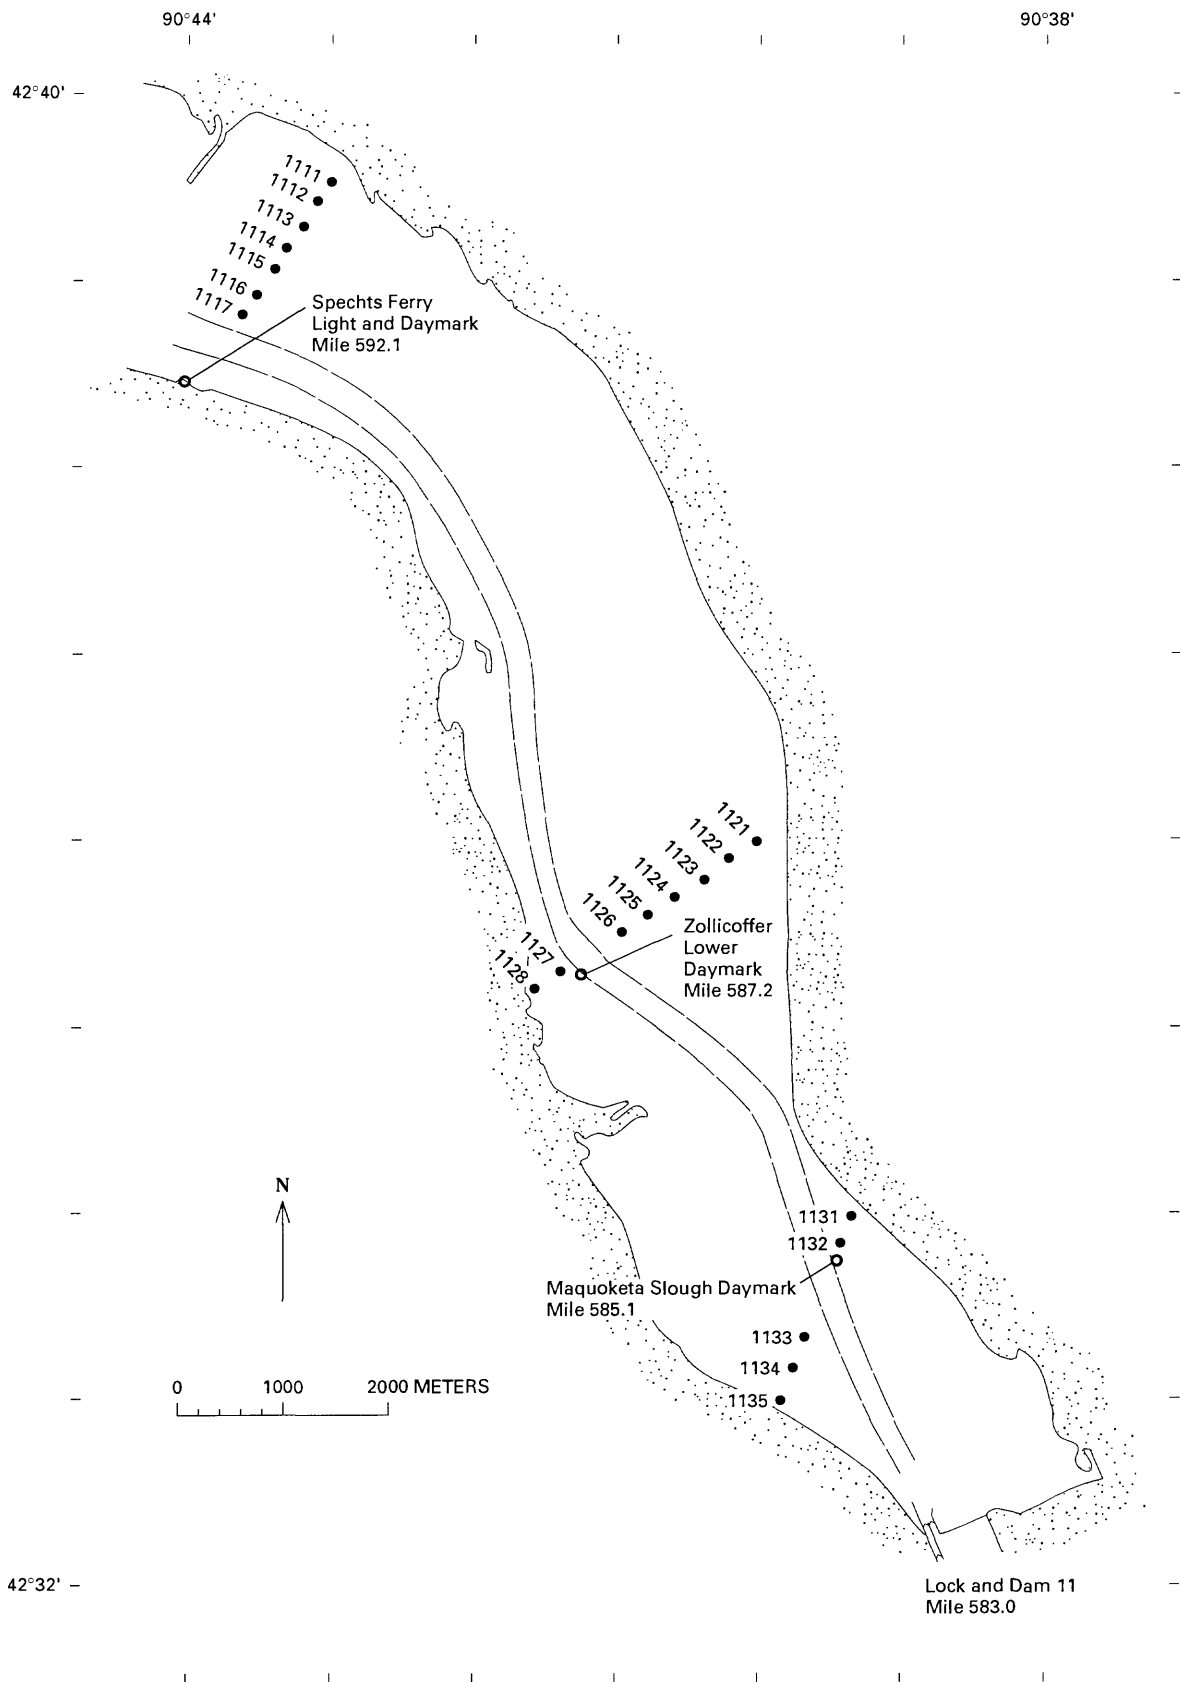 90°44'
90°38'
42°40'
1111
1112
1113
1114
1115
1116
1117
Spechts Ferry
Light and Daymark
Mile 592.1
1121
1122
1123
1124
1125
1126
1127
1128
Zollicoffer
Lower
Daymark
Mile 587.2
N
1131
1132
Maquoketa Slough Daymark
Mile 585.1
1133
1134
1135
0 1000 2000 METERS
42°32'
Lock and Dam 11
Mile 583.0